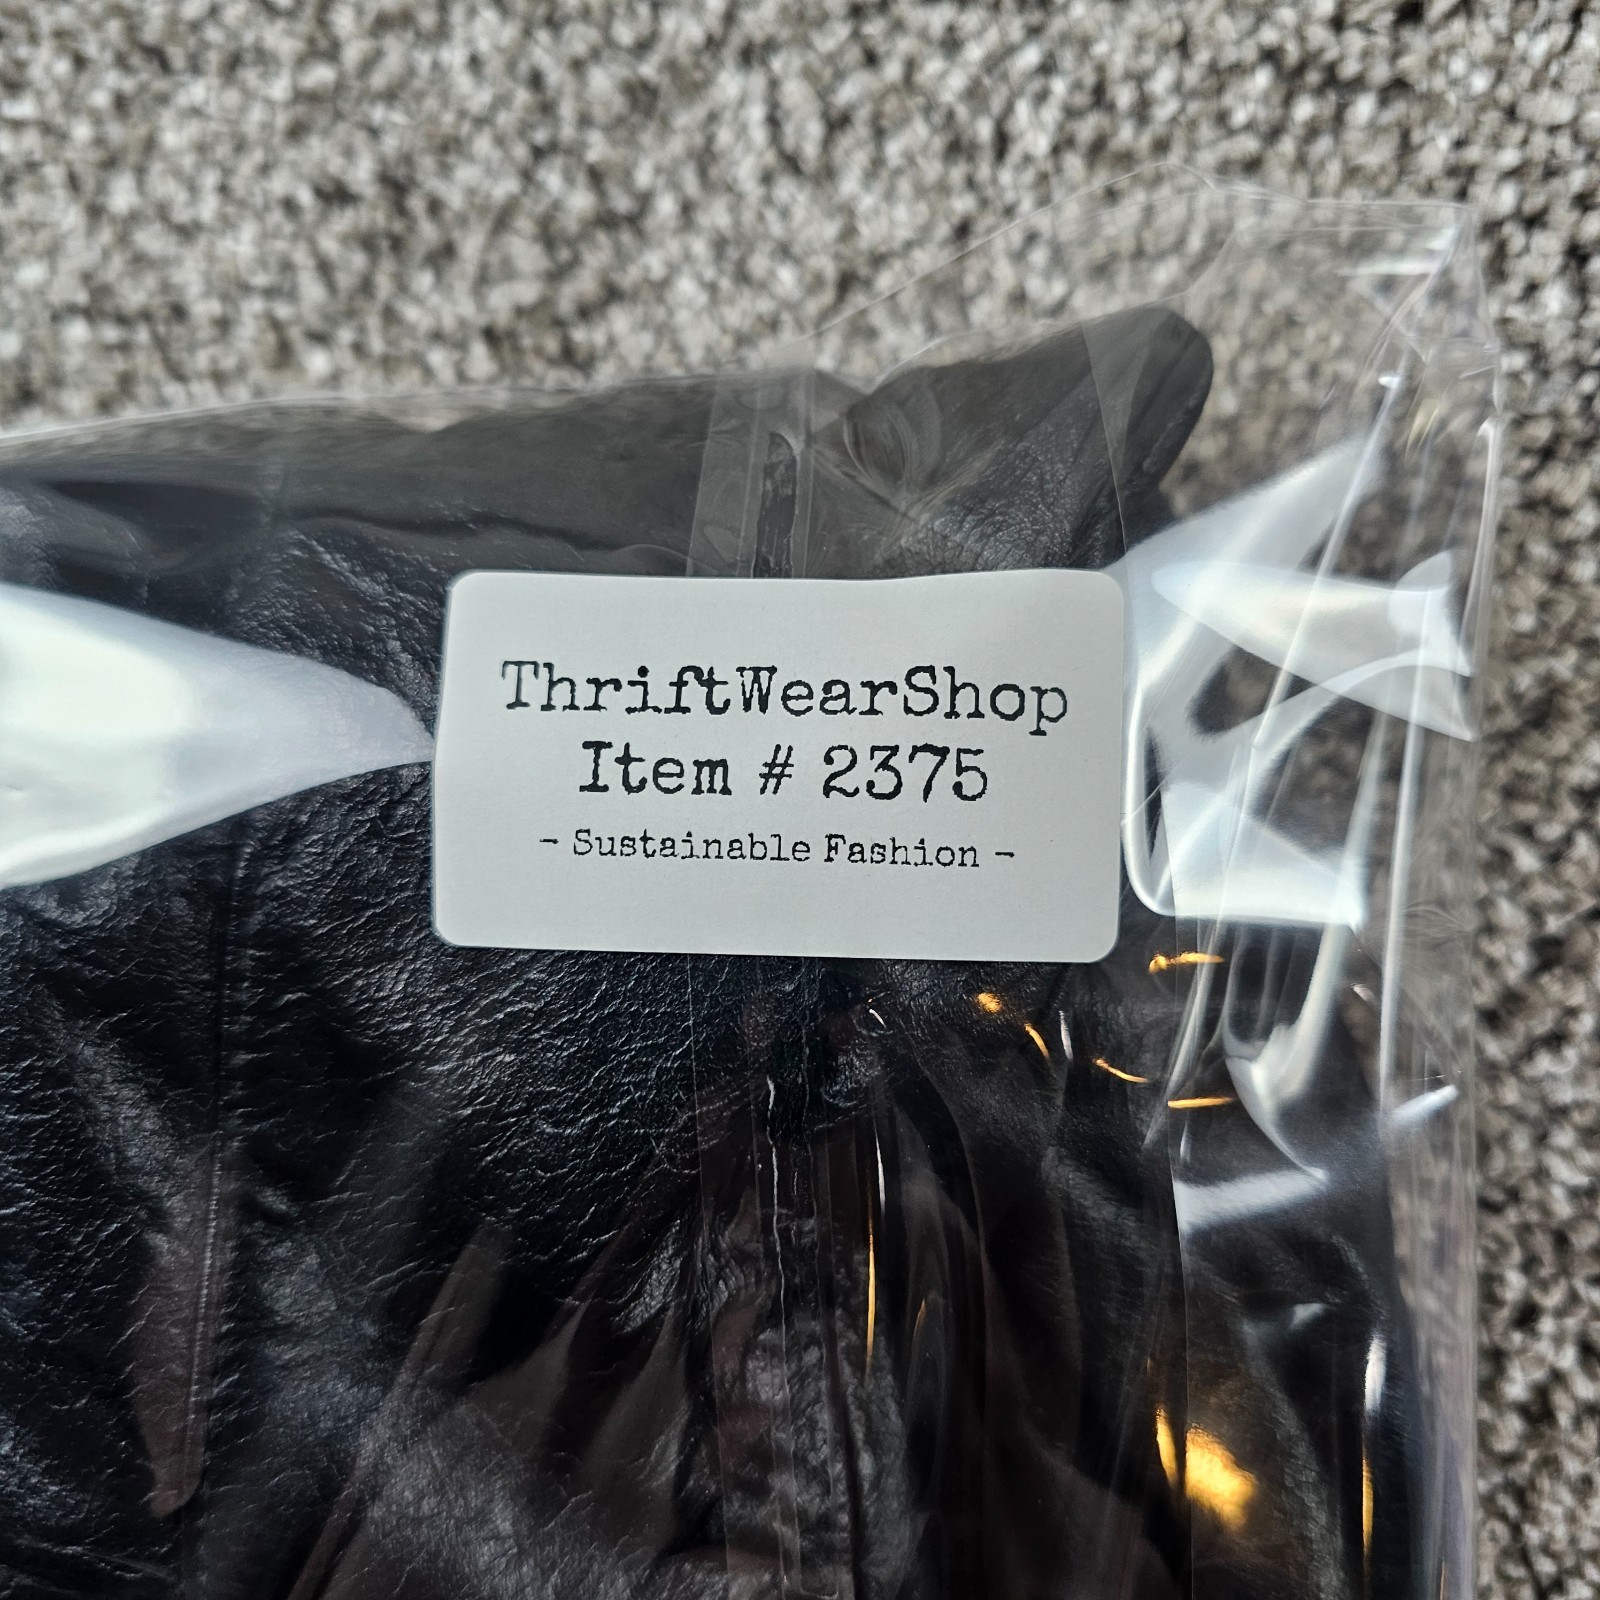 ThriftWearShop
Item # 2375
- Sustainable Fashion -